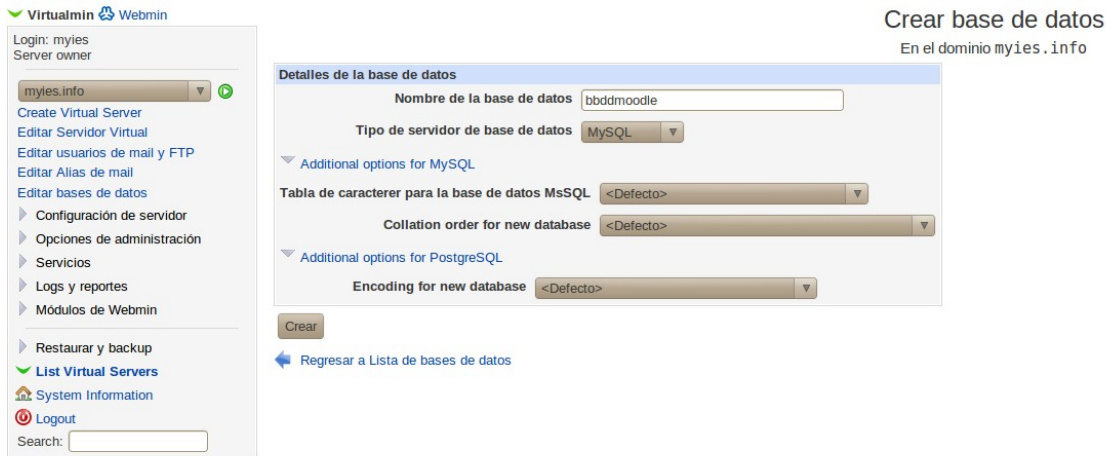 Virtualmin Webmin
Login: myies
Server owner
myies.info
Create Virtual Server
Editar Servidor Virtual
Editar usuarios de mail y FTP
Editar Alias de mail
Editar bases de datos
Configuración de servidor
Opciones de administración
Servicios
Logs y reportes
Módulos de Webmin
Restaurar y backup
List Virtual Servers
System Information
Logout
Search:
Crear base de datos
En el dominio myies.info
Detalles de la base de datos
Nombre de la base de datos bbddmoodle
Tipo de servidor de base de datos MySQL
Additional options for MySQL
Tabla de caracterer para la base de datos MsSQL <Defecto>
Collation order for new database <Defecto>
Additional options for PostgreSQL
Encoding for new database <Defecto>
Crear
Regresar a Lista de bases de datos